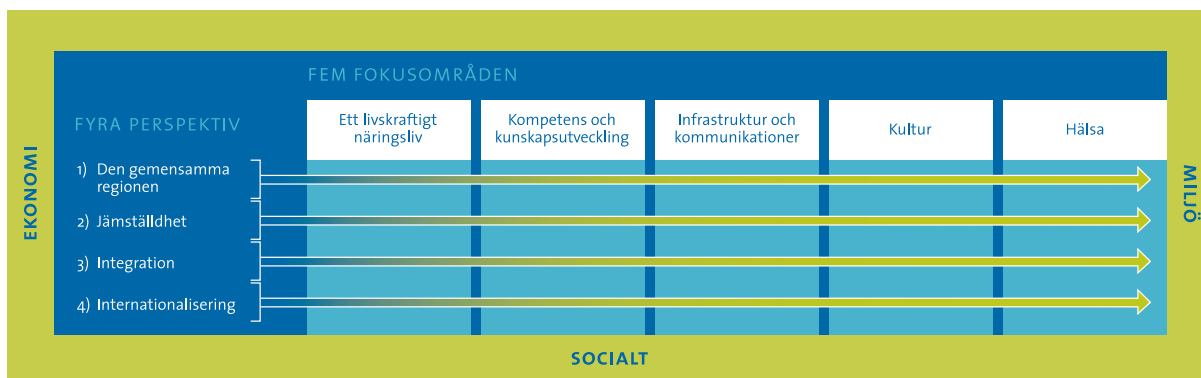 FEM FOKUSOMRÅDEN
FYRA PERSPEKTIV
Ett livskraftigt
näringsliv
Kompetens och
kunskapsutveckling
Infrastruktur och
kommunikationer
Kultur
Hälsa
1) Den gemensamma
regionen
2) Jämställdhet
3) Integration
4) Internationalisering
EKONOMI
MILJÖ
SOCIALT